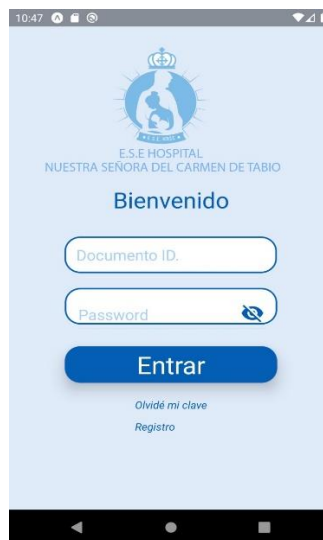 10:47
E.S.E HOSPITAL
NUESTRA SEÑORA DEL CARMEN DE TABIO
Bienvenido
Documento ID.
Password
Entrar
Olvidé mi clave
Registro